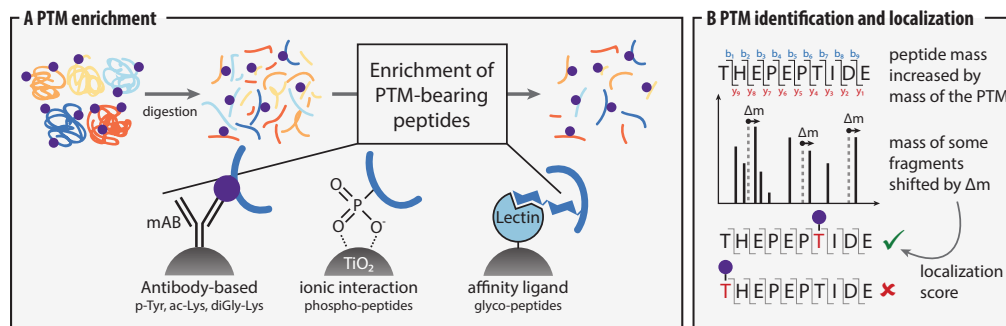 A PTM enrichment
digestion
Enrichment of
PTM-bearing
peptides
mAB
Antibody-based
p-Tyr, ac-Lys, diGly-Lys
O
P
O
O-
TiO₂
ionic interaction
phospho-peptides
Lectin
affinity ligand
glyco-peptides
B PTM identification and localization
b₁ b₂ b₃ b₄ b₅ b₆ b₇ b₈ b₉
THEPEPTIDE
y₉ y₈ y₇ y₆ y₅ y₄ y₃ y₂ y₁
peptide mass
increased by
mass of the PTM
Δm Δm Δm
mass of some
fragments
shifted by Δm
THEPEPTIDE
THEPEPTIDE
localization
score